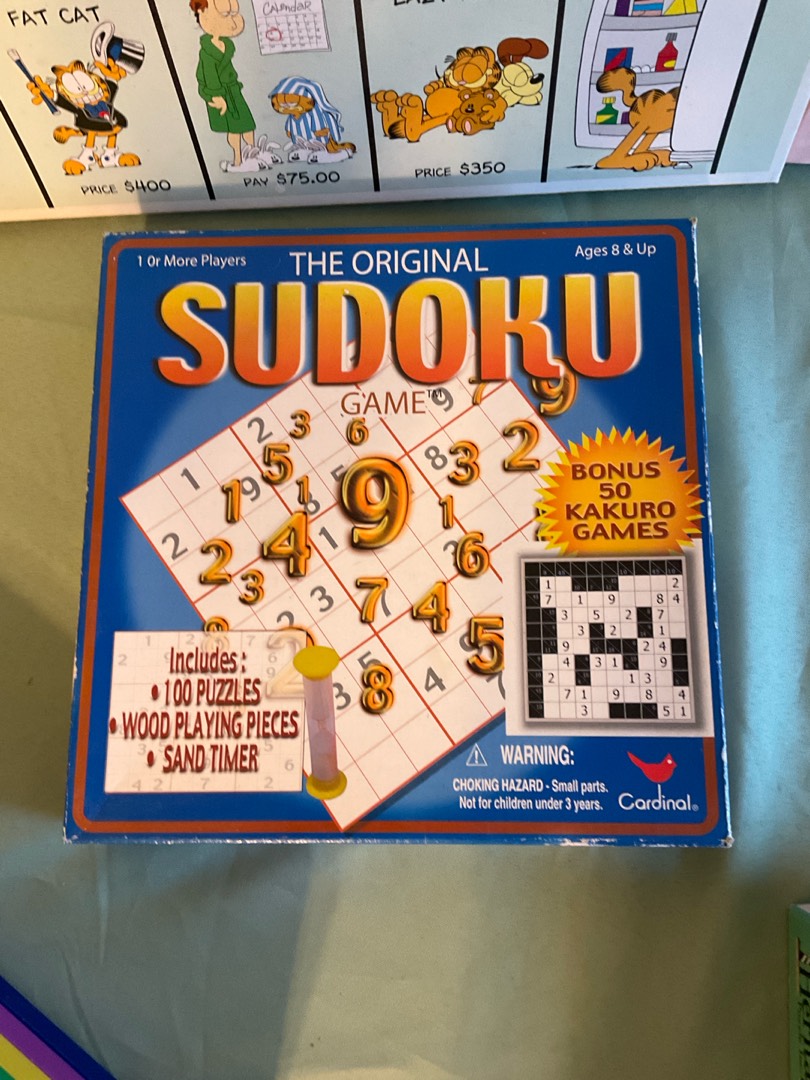 FAT CAT
CALENDAR
PRICE $400
PAY $75.00
PRICE $350
1 Or More Players
THE ORIGINAL
Ages 8 & Up
SUDOKU
GAME™
BONUS
50
KAKURO
GAMES
Includes :
• 100 PUZZLES
• WOOD PLAYING PIECES
• SAND TIMER
WARNING:
CHOKING HAZARD - Small parts.
Not for children under 3 years.
Cardinal®